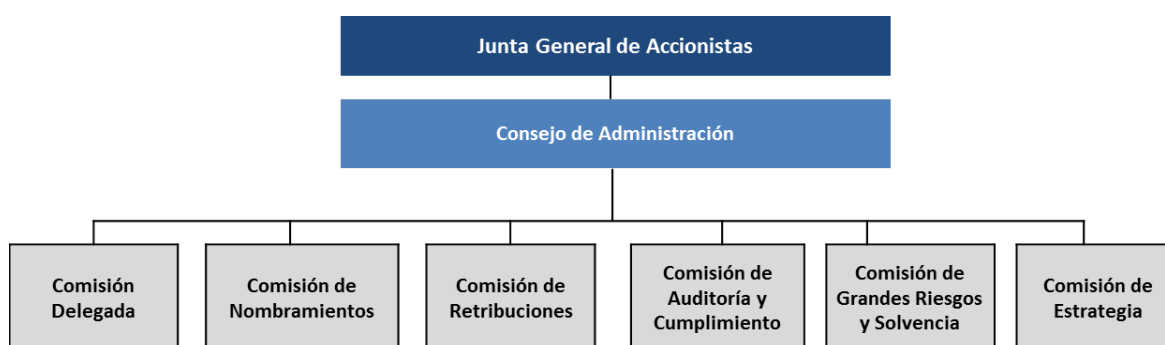 Junta General de Accionistas
Consejo de Administración
Comisión
Delegada
Comisión de
Nombramientos
Comisión de
Retribuciones
Comisión de
Auditoría y
Cumplimiento
Comisión de
Grandes Riesgos
y Solvencia
Comisión de
Estrategia